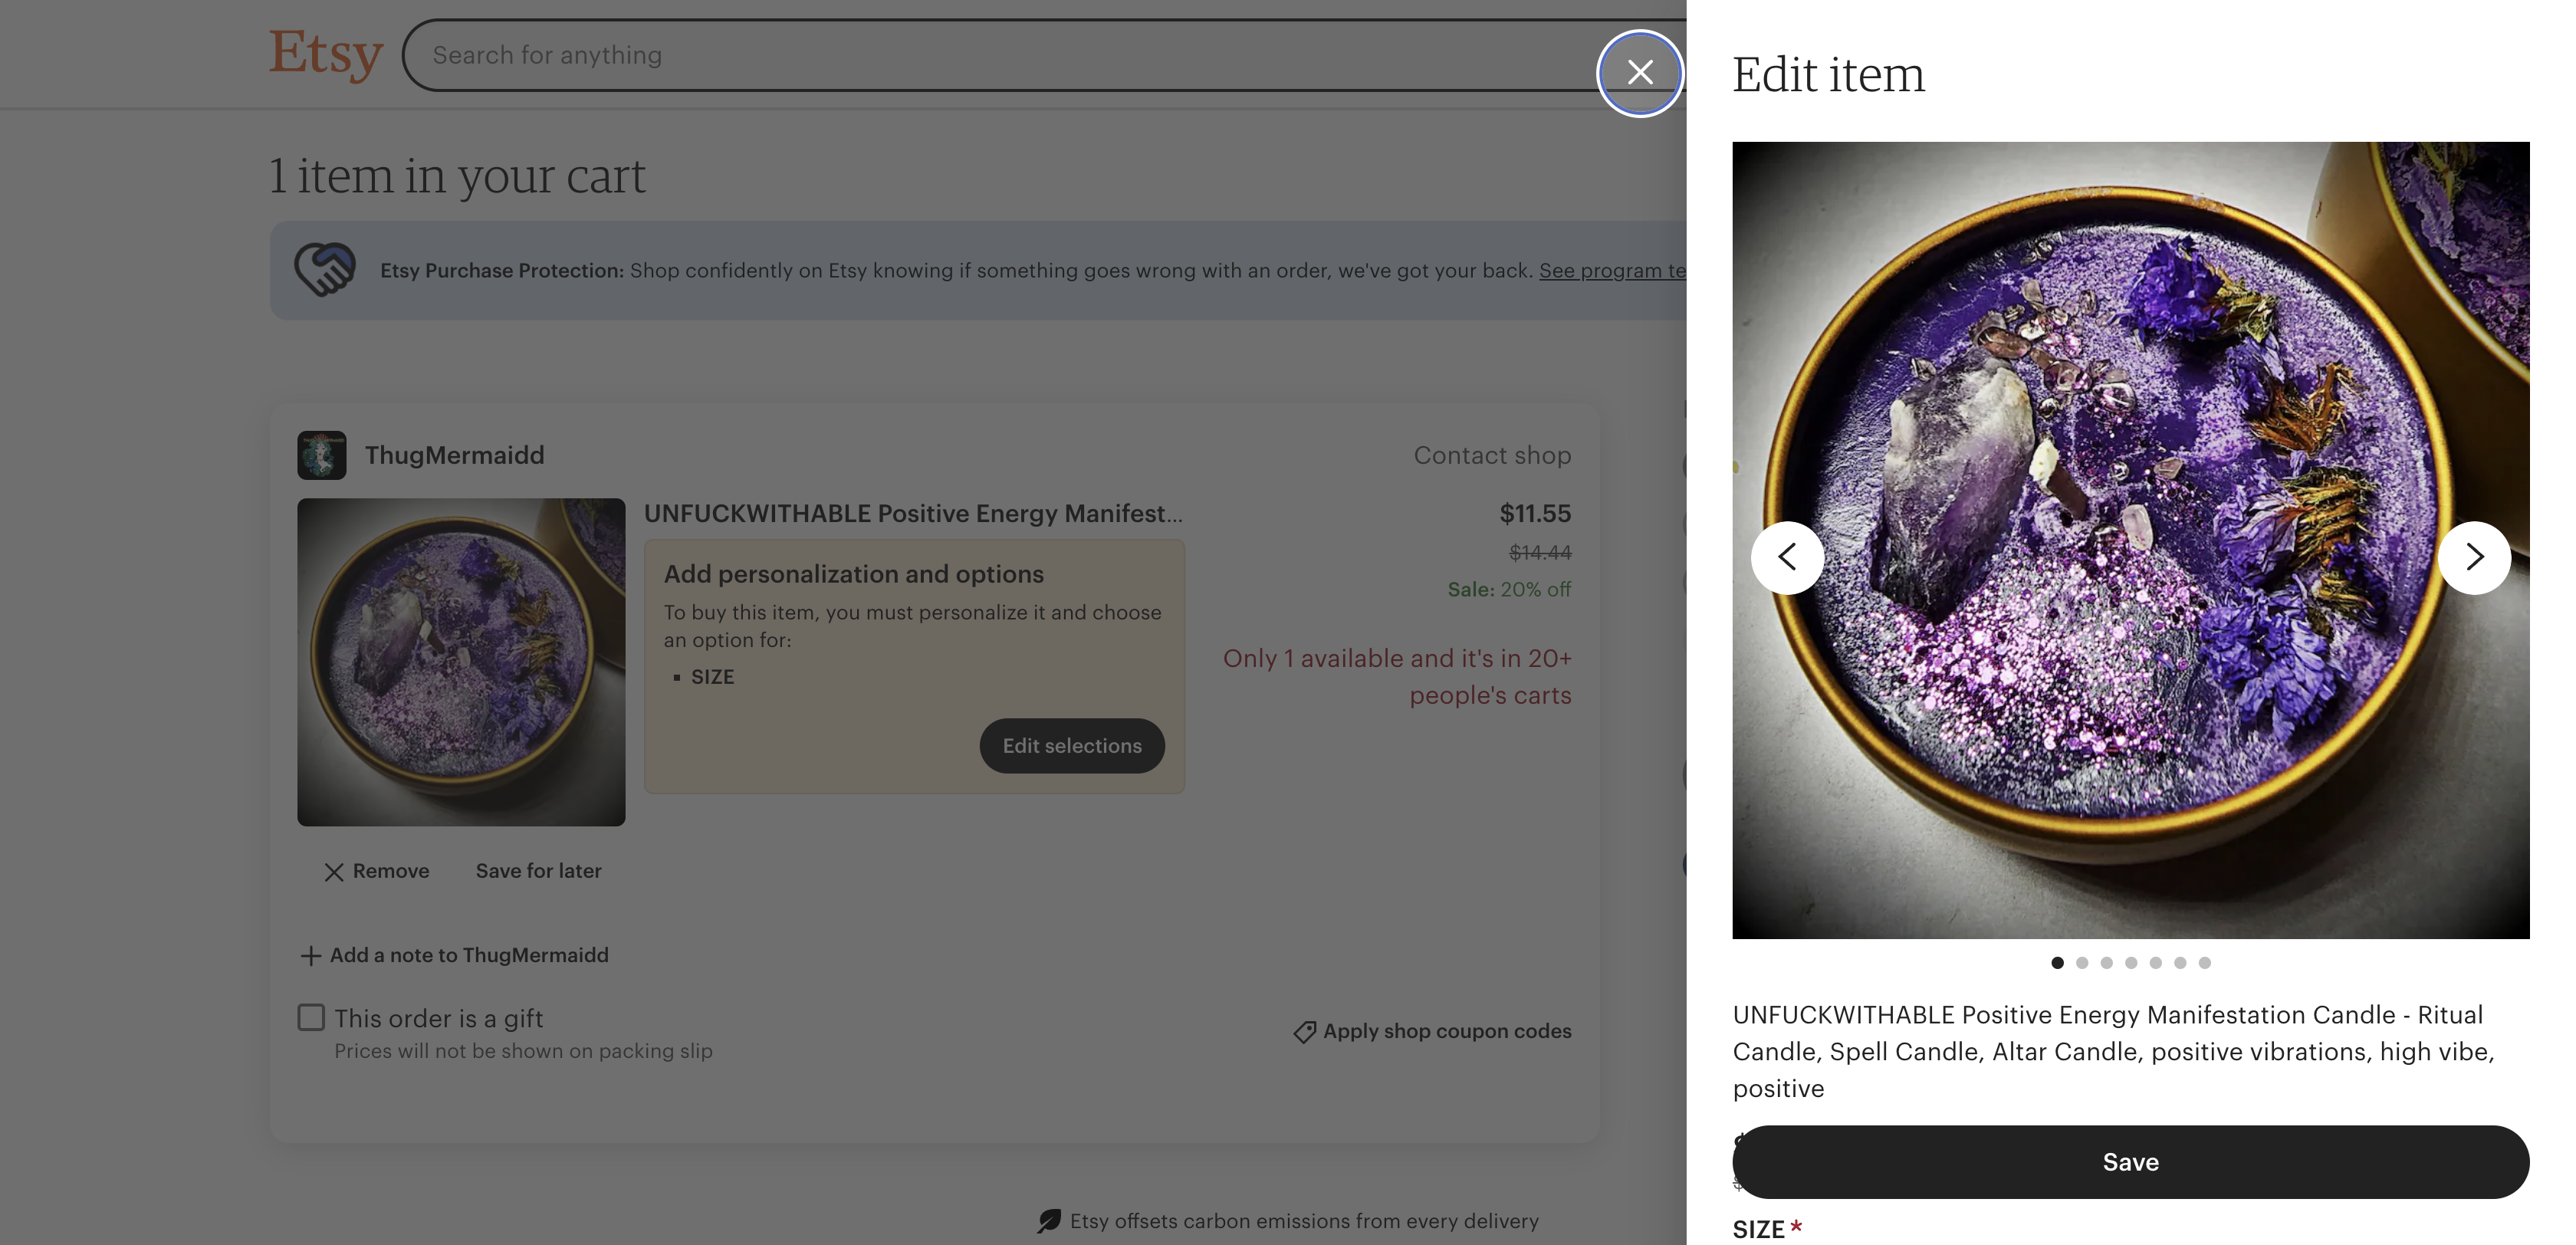 Etsy
Search for anything
1 item in your cart
Etsy Purchase Protection: Shop confidently on Etsy knowing if something goes wrong with an order, we've got your back. See program te
ThugMermaidd
Contact shop
UNFUCKWITHABLE Positive Energy Manifest...
$11.55
$14.44
Sale: 20% off
Add personalization and options
To buy this item, you must personalize it and choose
an option for:
SIZE
Edit selections
Only 1 available and it's in 20+
people's carts
Remove
Save for later
Add a note to ThugMermaidd
This order is a gift
Prices will not be shown on packing slip
Apply shop coupon codes
Etsy offsets carbon emissions from every delivery
Edit item
UNFUCKWITHABLE Positive Energy Manifestation Candle - Ritual
Candle, Spell Candle, Altar Candle, positive vibrations, high vibe,
positive
Save
SIZE *